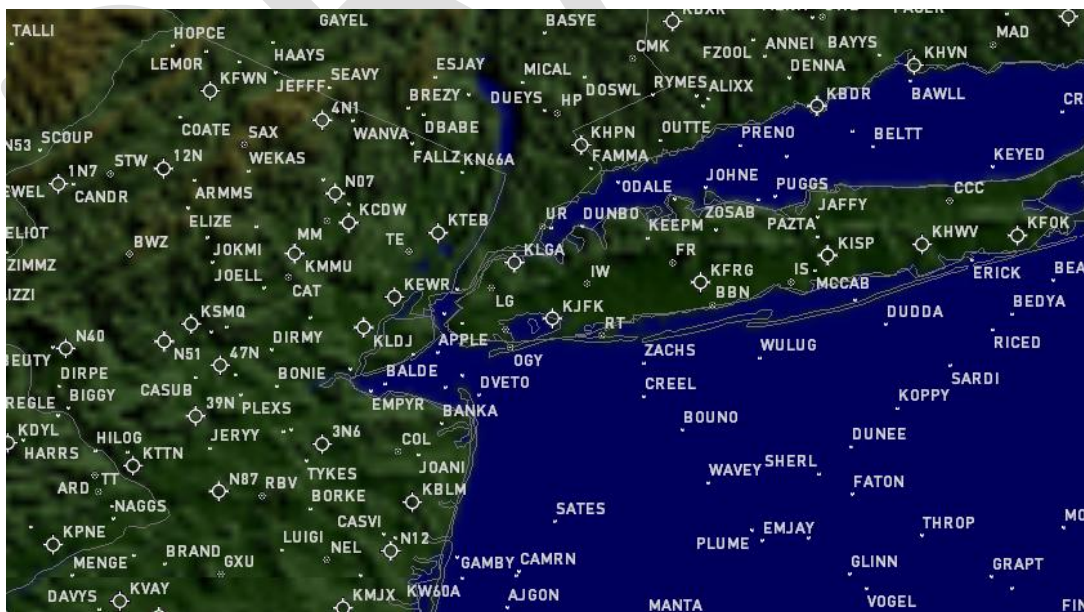 GAYEL
KDXR
TALLI
BASYE
HOPCE
ANNEI
BAYYS
MAD
CMK
FZOOL
KHVN
HAAYS
LEMOR
ESJAY
MICAL
DENNA
KFWN
JEFFF
SEAVY
DOSWL
RYMES
ALIXX
BREZY
DUEYS
HP
KBDR
BAWLL
CR
4N1
COATE
DBABE
SCOUP
SAX
WANVA
KHPN
OUTTE
PRENO
BELTT
N53
STW
12N
WEKAS
FALLZ
KN66A
FAMMA
1N7
KEYED
EWEL
CANDR
ARMMS
N07
ODALE
JOHNE
PUGGS
CCC
ELIZE
KCDW
KTEB
UR
DUNBO
ZOSAB
JAFFY
ELIOT
MM
KEEPM
PAZTA
KHWV
KFOK
BWZ
JOKMI
TE
KLGA
FR
KISP
ZIMMZ
JOELL
KMMU
IW
IS
MCCAB
ERICK
BEA
IZZI
CAT
KEWR
LG
KFRG
BBN
BEDYA
KSMQ
KJFK
DUDDA
RT
N40
N51
DIRMY
KLDJ
APPLE
OGY
ZACHS
WULUG
RICED
BEUTY
47N
DIRPE
BONIE
BALDE
DVETO
CREEL
SARDI
CASUB
BIGGY
KOPPY
REGLE
39N
PLEXS
EMPYR
BANKA
BOUNO
KDYL
HILOG
JERYY
3N6
COL
DUNEE
HARRS
KTTN
TYKES
JOANI
WAVEY
SHERL
TT
ARD
N87
RBV
BORKE
KBLM
FATON
NAGGS
SATES
CASVI
THROP
KPNE
LUIGI
N12
PLUME
EMJAY
BRAND
GXU
NEL
GAMBY
CAMRN
GLINN
GRAPT
MENGE
DAVYS
KVAY
KMJX
KW60A
AJGON
MANTA
VOGEL
FIN